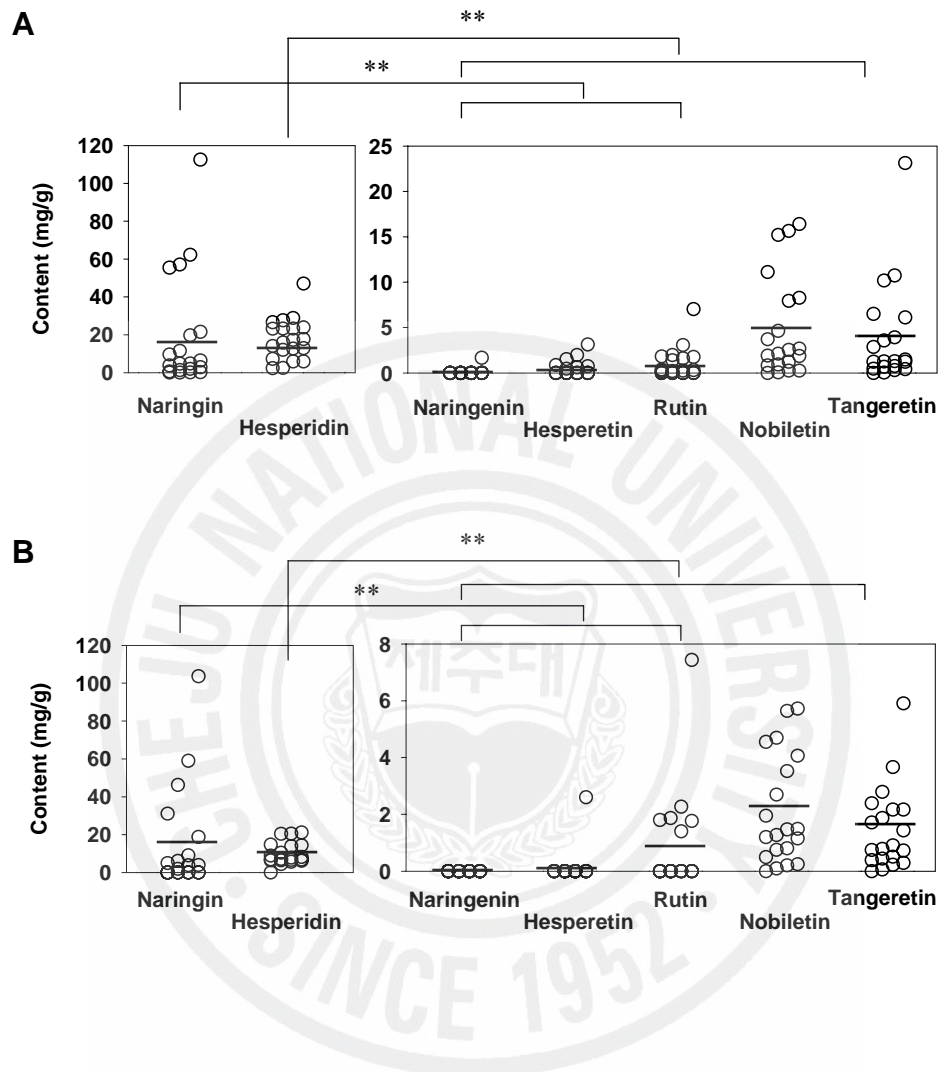 A
**
**
Content (mg/g)
120
100
80
60
40
20
0
25
20
15
10
5
0
Naringin
Hesperidin
Naringenin
Hesperetin
Rutin
Nobiletin
Tangeretin
B
**
**
Content (mg/g)
120
100
80
60
40
20
0
8
6
4
2
0
Naringin
Hesperidin
Naringenin
Hesperetin
Rutin
Nobiletin
Tangeretin
CHEJU NATIONAL UNIVERSITY
제주대
SINCE 1952